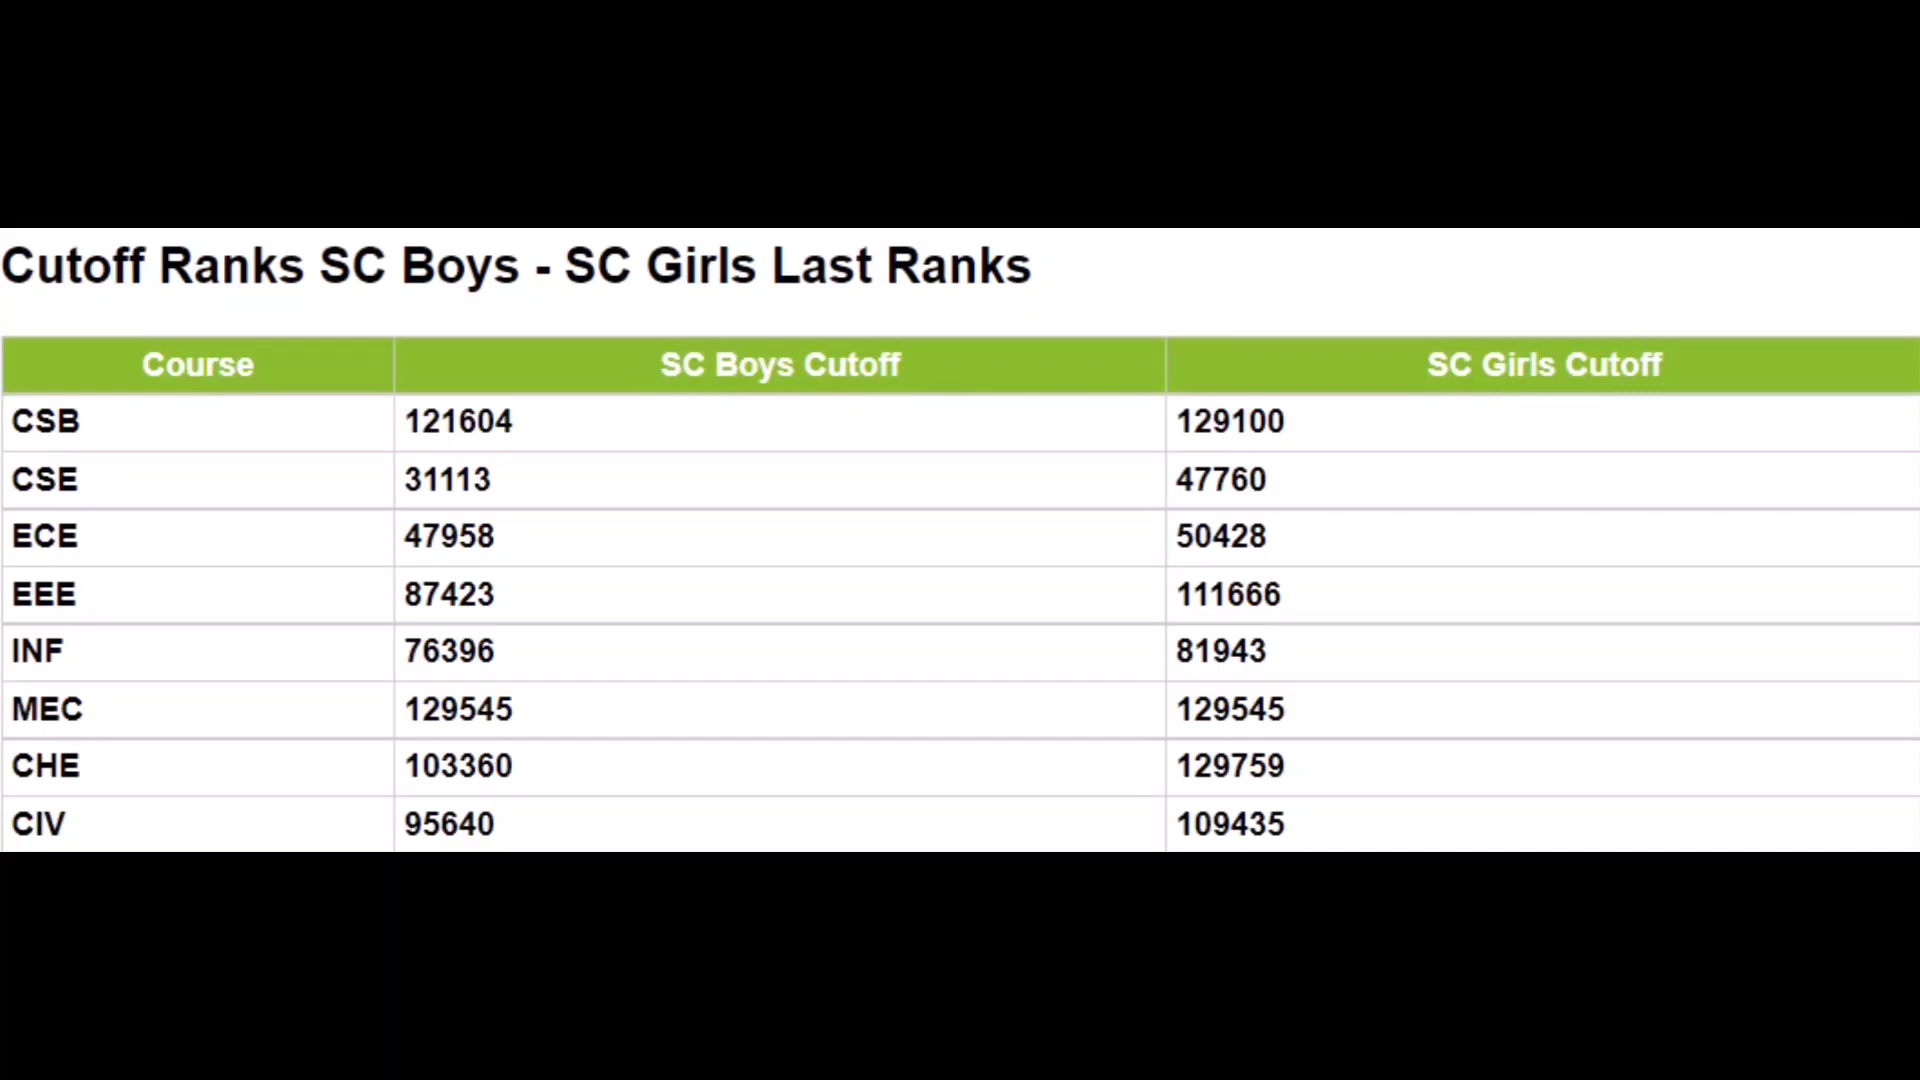 Cutoff Ranks SC Boys - SC Girls Last Ranks
Course SC Boys Cutoff SC Girls Cutoff
CSB 121604 129100
CSE 31113 47760
ECE 47958 50428
EEE 87423 111666
INF 76396 81943
MEC 129545 129545
CHE 103360 129759
CIV 95640 109435